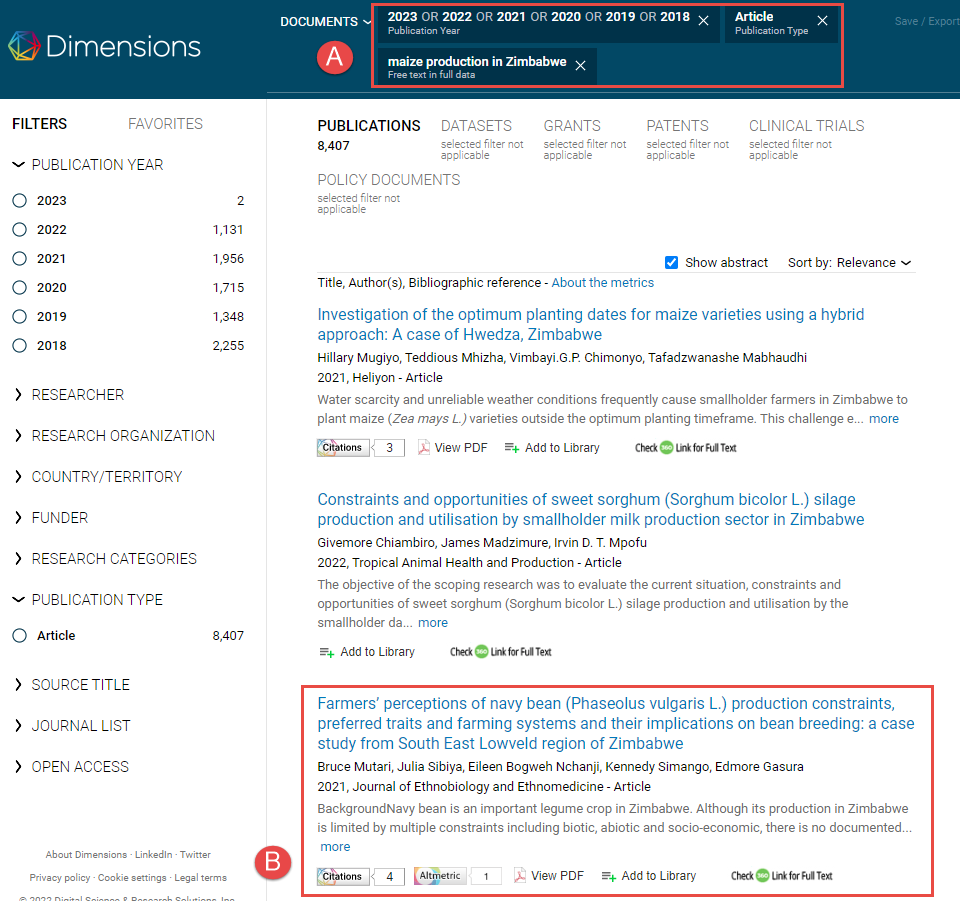 Dimensions
DOCUMENTS
2023 OR 2022 OR 2021 OR 2020 OR 2019 OR 2018
Publication Year
Article
Publication Type
Save / Export
A
maize production in Zimbabwe
Free text in full data
FILTERS
FAVORITES
PUBLICATION YEAR
2023 2
2022 1,131
2021 1,956
2020 1,715
2019 1,348
2018 2,255
RESEARCHER
RESEARCH ORGANIZATION
COUNTRY/TERRITORY
FUNDER
RESEARCH CATEGORIES
PUBLICATION TYPE
Article 8,407
SOURCE TITLE
JOURNAL LIST
OPEN ACCESS
About Dimensions · LinkedIn · Twitter
Privacy policy · Cookie settings · Legal terms
© 2022 Digital Science & Research Solutions, Inc.
PUBLICATIONS
8,407
DATASETS
selected filter not
applicable
GRANTS
selected filter not
applicable
PATENTS
selected filter not
applicable
CLINICAL TRIALS
selected filter not
applicable
POLICY DOCUMENTS
selected filter not
applicable
Show abstract Sort by: Relevance
Title, Author(s), Bibliographic reference - About the metrics
Investigation of the optimum planting dates for maize varieties using a hybrid
approach: A case of Hwedza, Zimbabwe
Hillary Mugiyo, Teddious Mhizha, Vimbayi.G.P. Chimonyo, Tafadzwanashe Mabhaudhi
2021, Heliyon - Article
Water scarcity and unreliable weather conditions frequently cause smallholder farmers in Zimbabwe to
plant maize (Zea mays L.) varieties outside the optimum planting timeframe. This challenge e... more
Citations 3 View PDF Add to Library Check 360 Link for Full Text
Constraints and opportunities of sweet sorghum (Sorghum bicolor L.) silage
production and utilisation by smallholder milk production sector in Zimbabwe
Givemore Chiambiro, James Madzimure, Irvin D. T. Mpofu
2022, Tropical Animal Health and Production - Article
The objective of the scoping research was to evaluate the current situation, constraints and
opportunities of sweet sorghum (Sorghum bicolor L.) silage production and utilisation by the
smallholder da... more
Add to Library Check 360 Link for Full Text
Farmers' perceptions of navy bean (Phaseolus vulgaris L.) production constraints,
preferred traits and farming systems and their implications on bean breeding: a case
study from South East Lowveld region of Zimbabwe
Bruce Mutari, Julia Sibiya, Eileen Bogweh Nchanji, Kennedy Simango, Edmore Gasura
2021, Journal of Ethnobiology and Ethnomedicine - Article
BackgroundNavy bean is an important legume crop in Zimbabwe. Although its production in Zimbabwe
is limited by multiple constraints including biotic, abiotic and socio-economic, there is no documented...
more
B
Citations 4 Altmetric 1 View PDF Add to Library Check 360 Link for Full Text